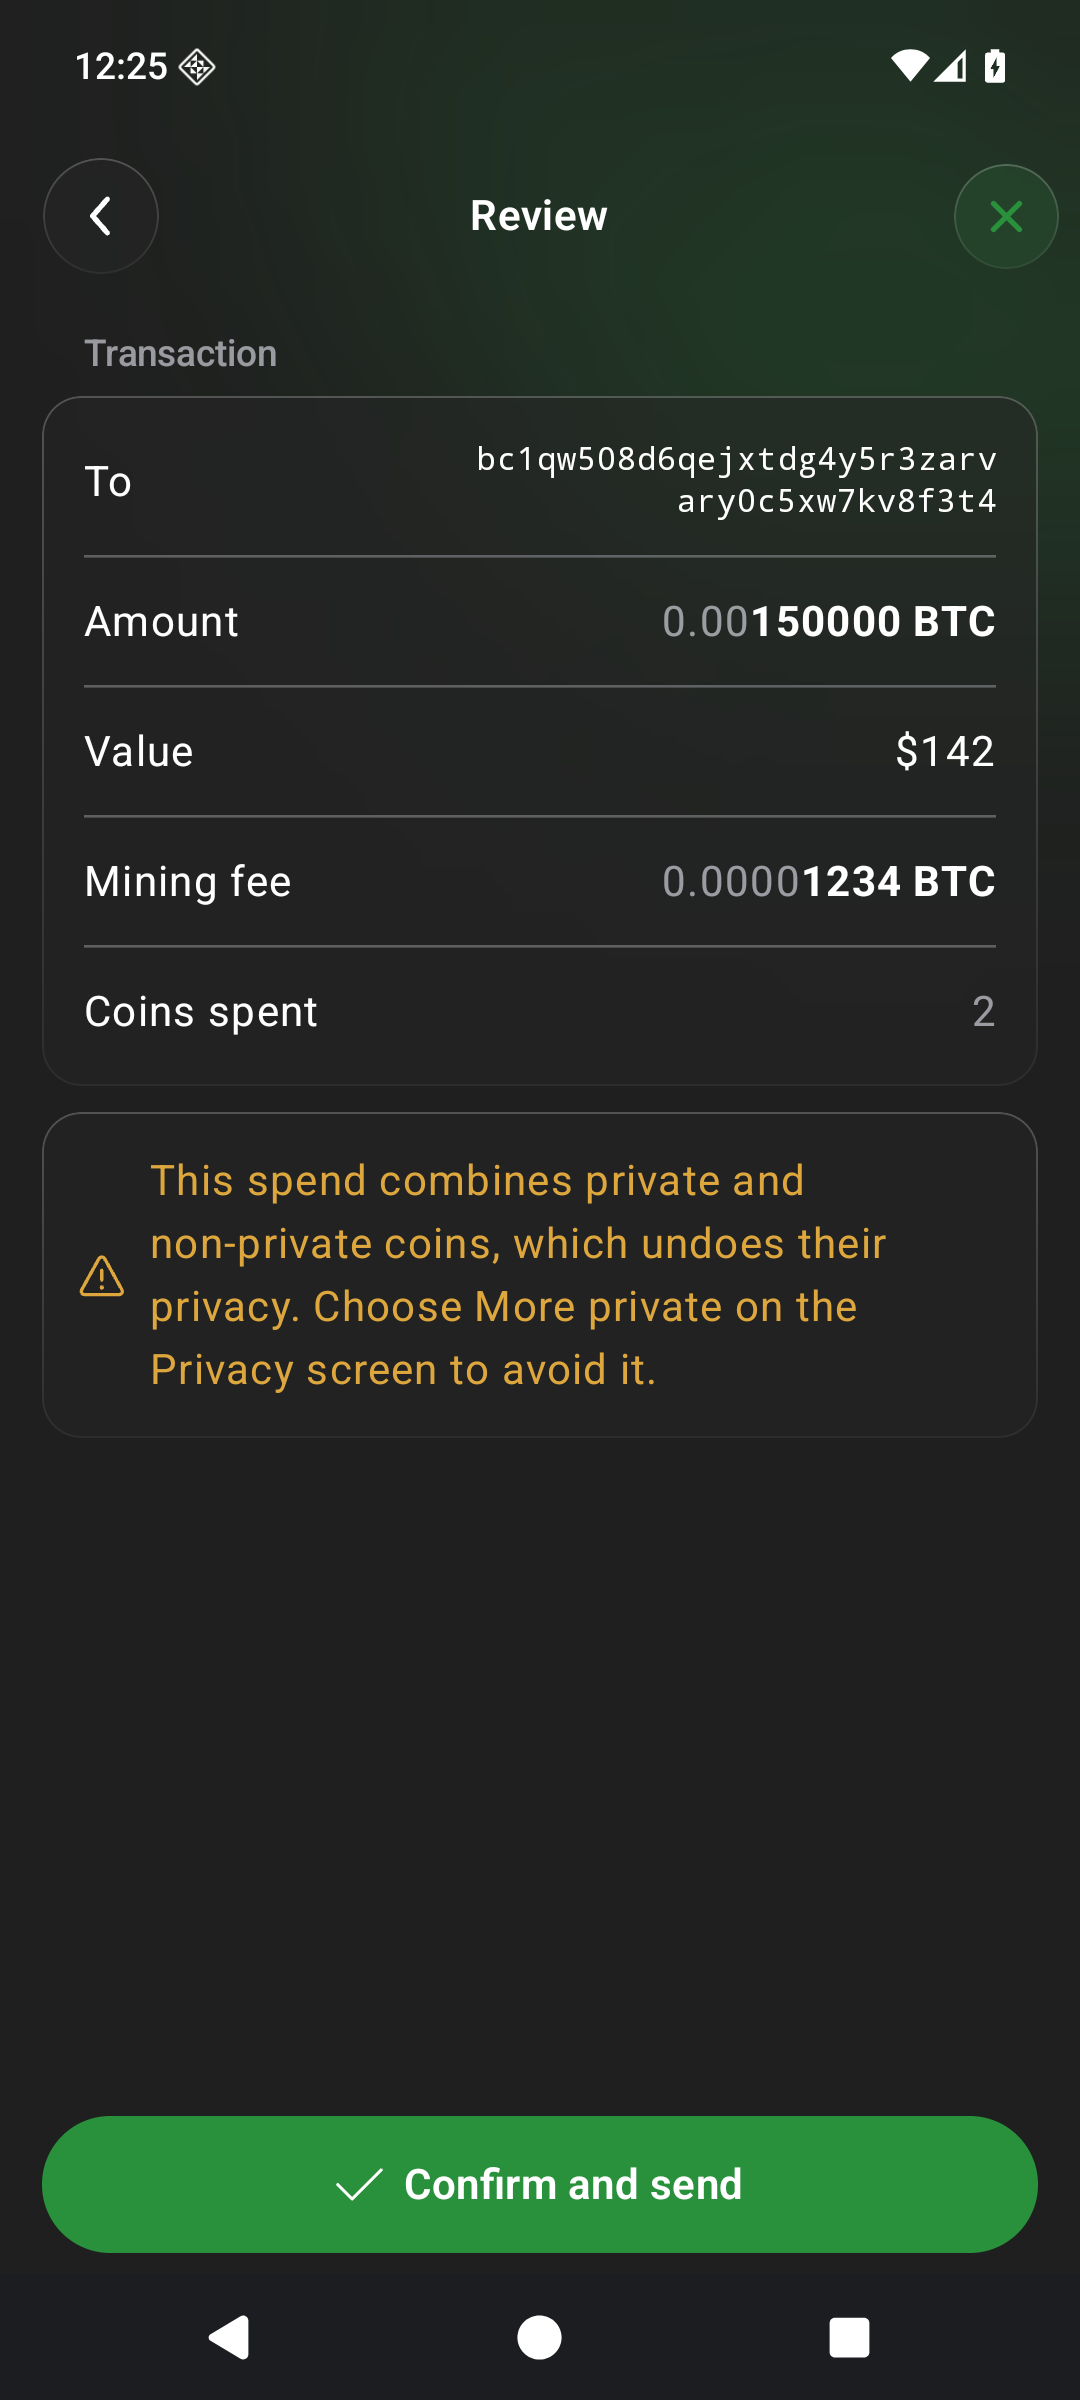 12:25
Review
Transaction
To
bc1qw508d6qejxtdg4y5r3zarv
ary0c5xw7kv8f3t4
Amount
0.00150000 BTC
Value
$142
Mining fee
0.00001234 BTC
Coins spent
2
This spend combines private and
non-private coins, which undoes their
privacy. Choose More private on the
Privacy screen to avoid it.
Confirm and send